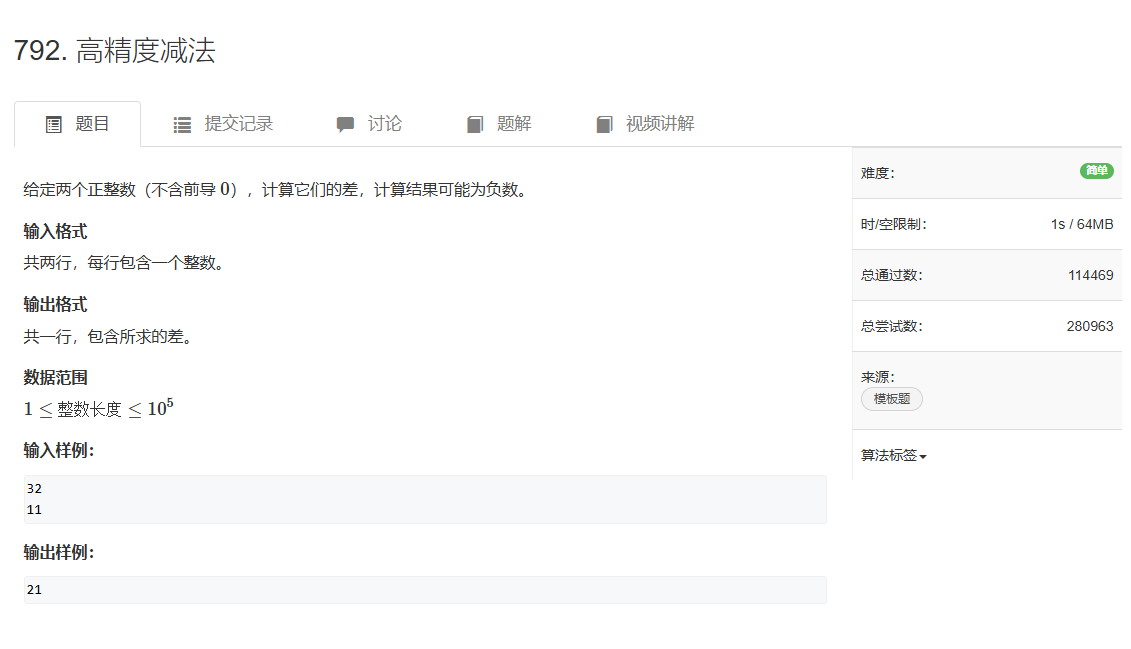 792. 高精度减法
题目 提交记录 讨论 题解 视频讲解
给定两个正整数（不含前导 0），计算它们的差，计算结果可能为负数。
输入格式
共两行，每行包含一个整数。
输出格式
共一行，包含所求的差。
数据范围
1 ≤ 整数长度 ≤ 10⁵
输入样例：
32
11
输出样例：
21
难度： 简单
时/空限制： 1s / 64MB
总通过数： 114469
总尝试数： 280963
来源：
模板题
算法标签